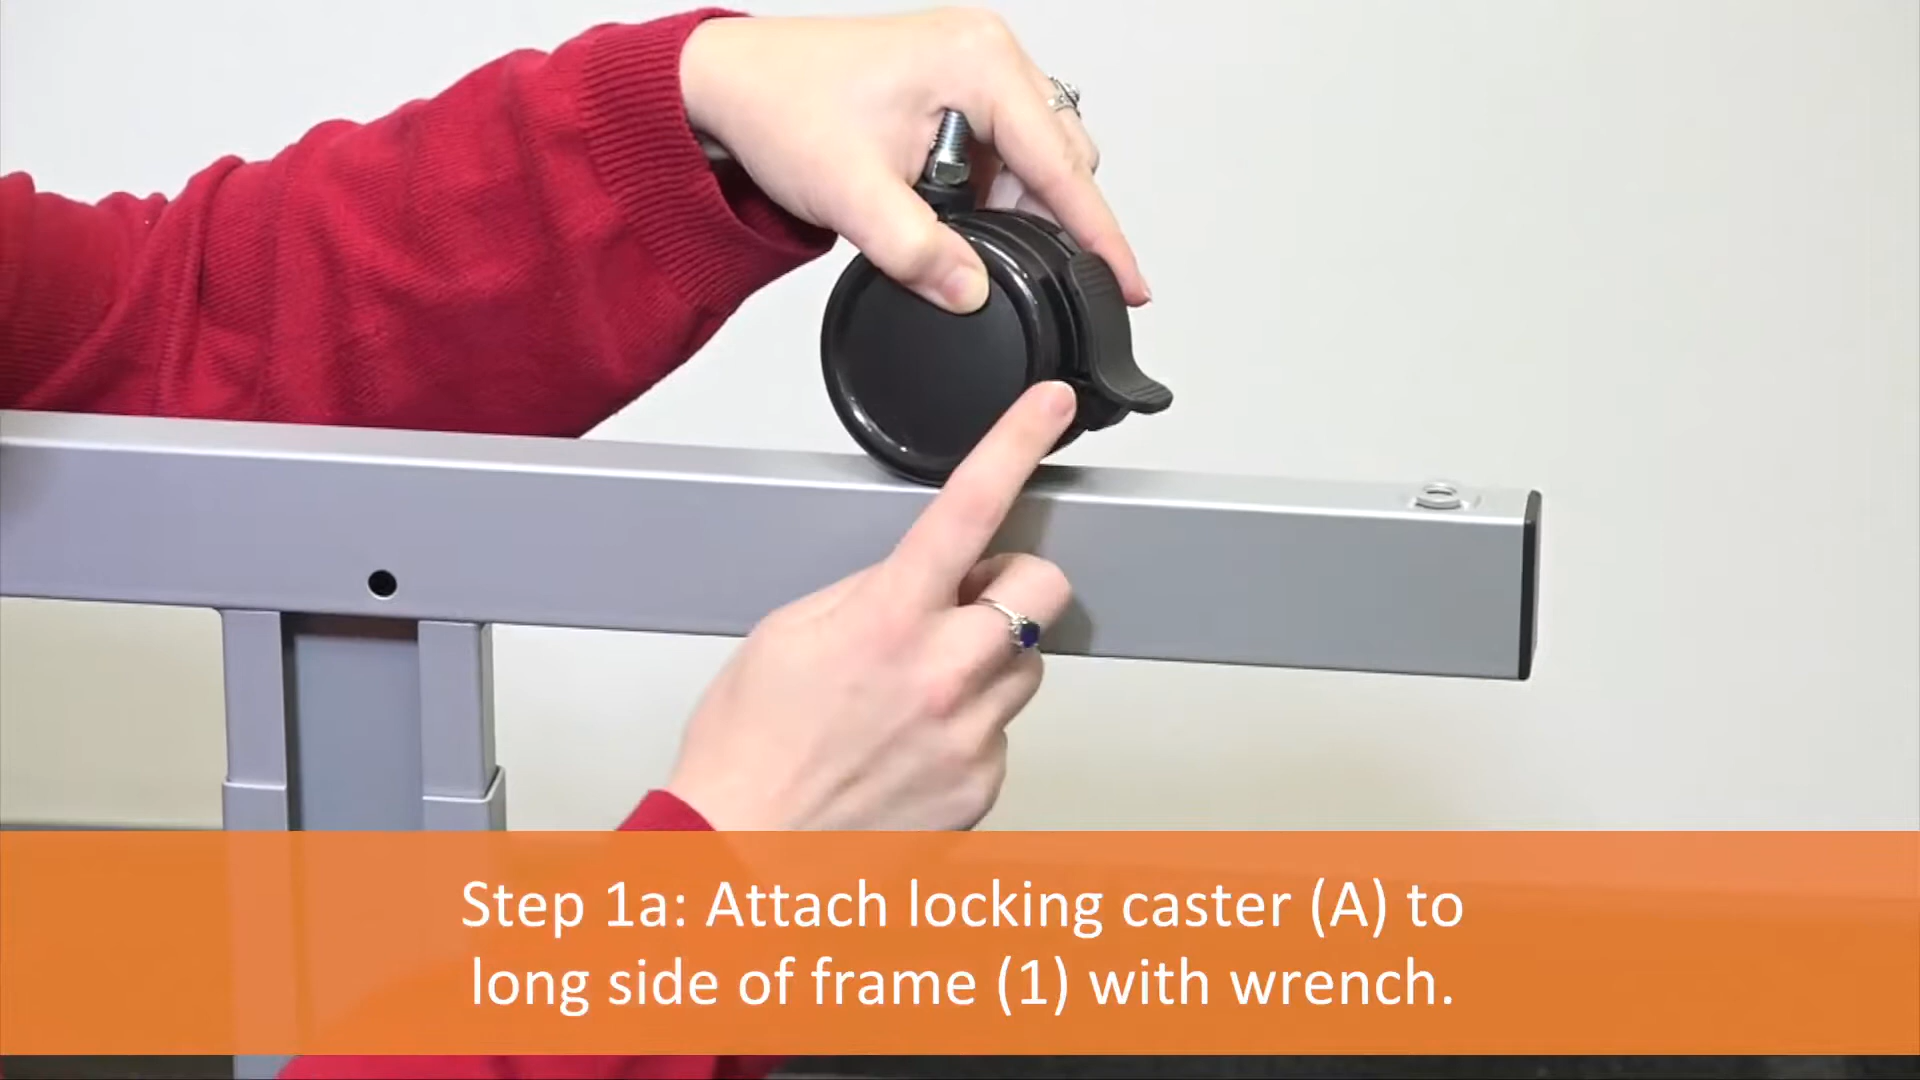 Step 1a: Attach locking caster (A) to
long side of frame (1) with wrench.